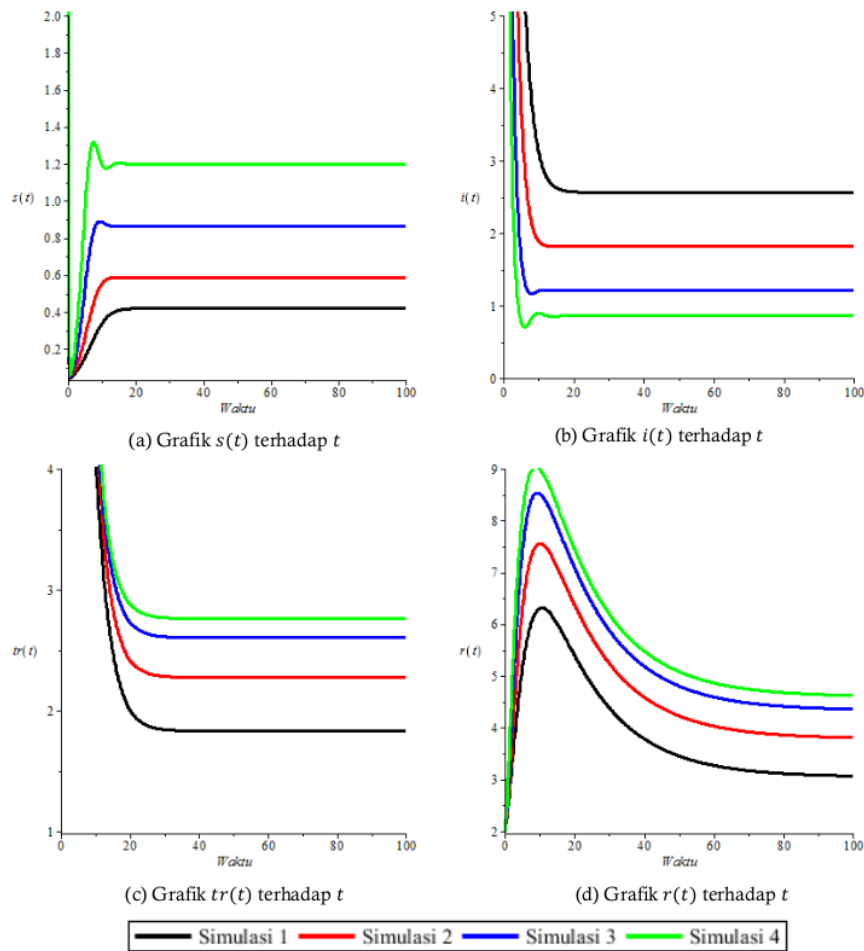 2.0
1.8
1.6
1.4
1.2
s(t)
1.0
0.8
0.6
0.4
0.2
0 20 40 60 80 100
Waktu
(a) Grafik s(t) terhadap t
5
4
3
i(t)
2
1
0
0 20 40 60 80 100
Waktu
(b) Grafik i(t) terhadap t
4
3
tr(t)
2
1
0 20 40 60 80 100
Waktu
(c) Grafik tr(t) terhadap t
9
8
7
6
r(t)
5
4
3
2
0 20 40 60 80 100
Waktu
(d) Grafik r(t) terhadap t
Simulasi 1 Simulasi 2 Simulasi 3 Simulasi 4